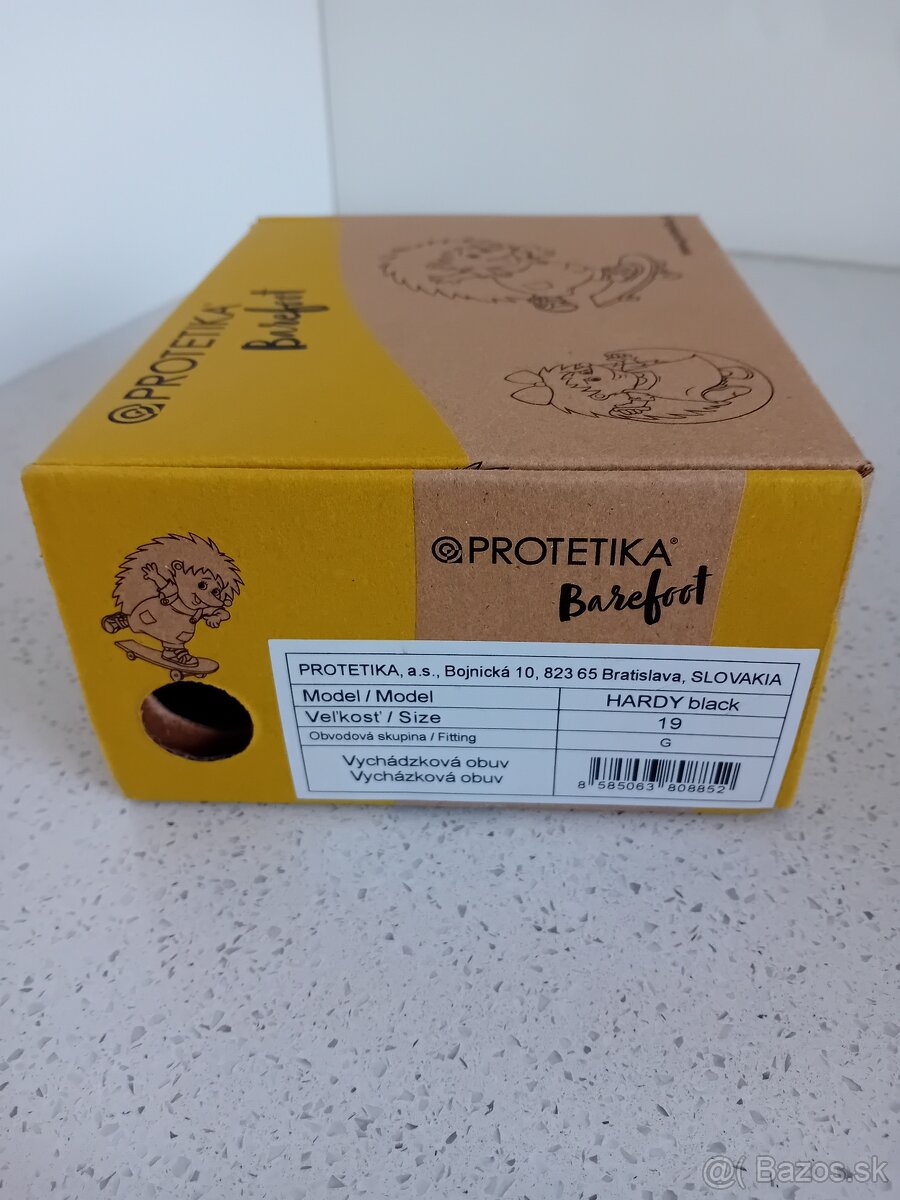 PROTETIKA®
Barefoot
PROTETIKA®
Barefoot
PROTETIKA, a.s., Bojnická 10, 823 65 Bratislava, SLOVAKIA
Model / Model HARDY black
Veľkosť / Size 19
Obvodová skupina / Fitting G
Vychádzková obuv
Vycházková obuv
8 585063 808852
@( Bazos.sk